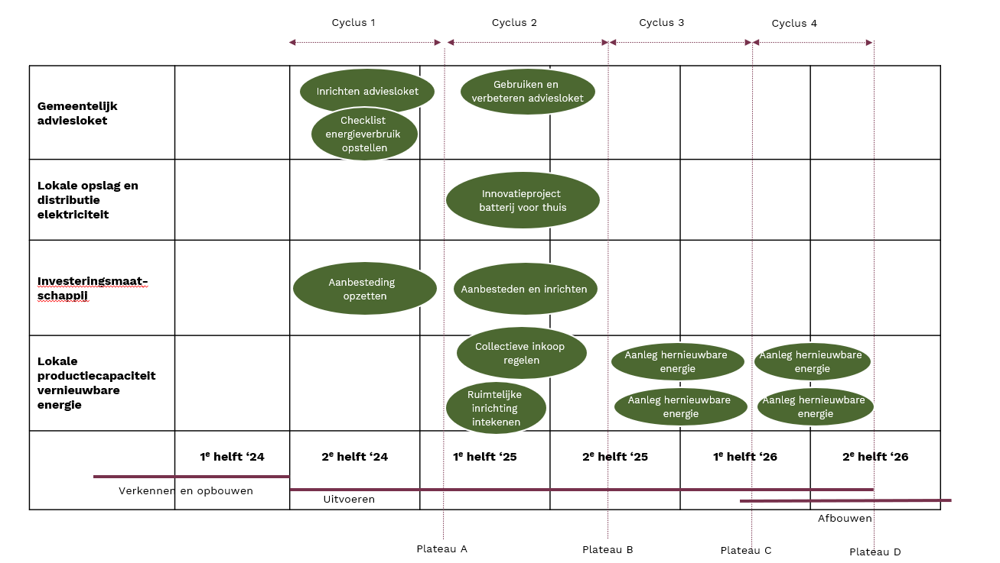 Cyclus 1
Cyclus 2
Cyclus 3
Cyclus 4
Gemeentelijk
adviesloket
Inrichten adviesloket
Checklist
energieverbruik
opstellen
Gebruiken en
verbeteren adviesloket
Lokale opslag en
distributie
elektriciteit
Innovatieproject
batterij voor thuis
Investeringsmaat-
schappij
Aanbesteding
opzetten
Aanbesteden en inrichten
Lokale
productiecapaciteit
vernieuwbare
energie
Collectieve inkoop
regelen
Ruimtelijke
inrichting
intekenen
Aanleg hernieuwbare
energie
Aanleg hernieuwbare
energie
Aanleg hernieuwbare
energie
Aanleg hernieuwbare
energie
1e helft ‘24
2e helft ‘24
1e helft ‘25
2e helft ‘25
1e helft ‘26
2e helft ‘26
Verkennen en opbouwen
Uitvoeren
Afbouwen
Plateau A
Plateau B
Plateau C
Plateau D